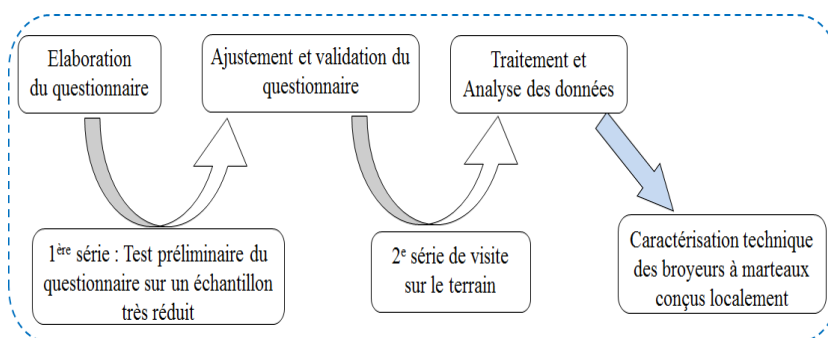 Elaboration
du questionnaire
Ajustement et validation du
questionnaire
Traitement et
Analyse des données
1ère série : Test préliminaire du
questionnaire sur un échantillon
très réduit
2e série de visite
sur le terrain
Caractérisation technique
des broyeurs à marteaux
conçus localement